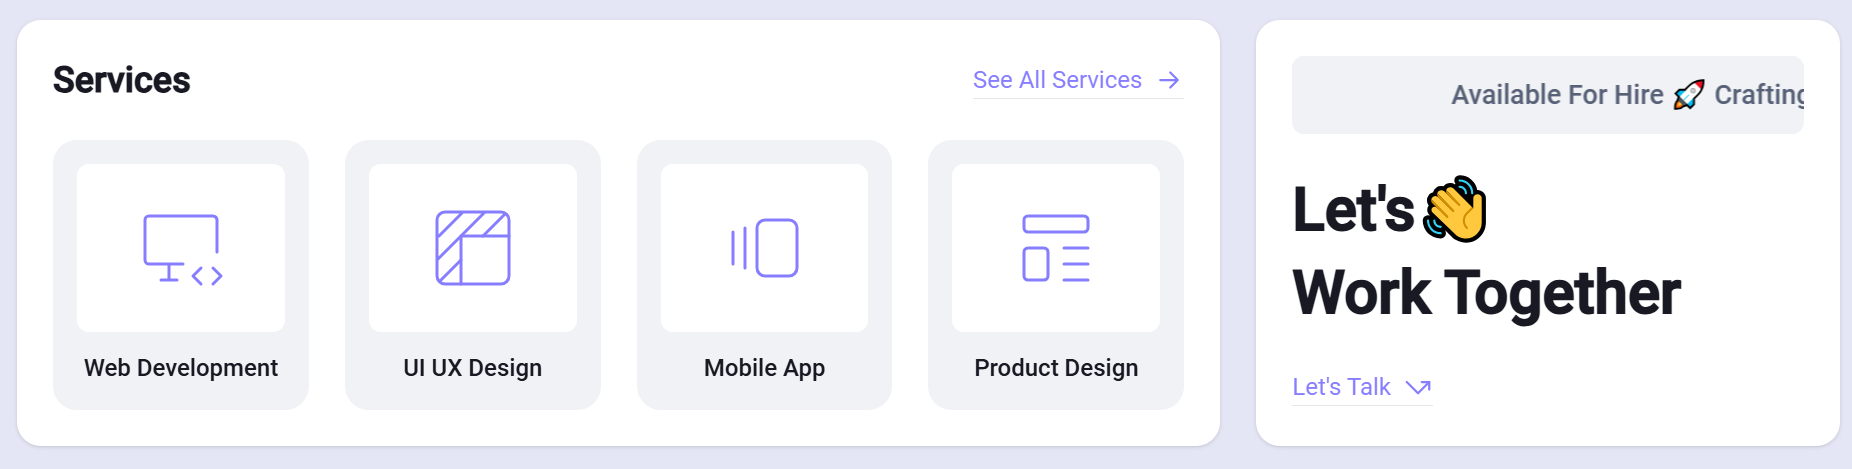 Services
See All Services
Web Development
UI UX Design
Mobile App
Product Design
Available For Hire 🚀 Crafting
Let's 👋
Work Together
Let's Talk